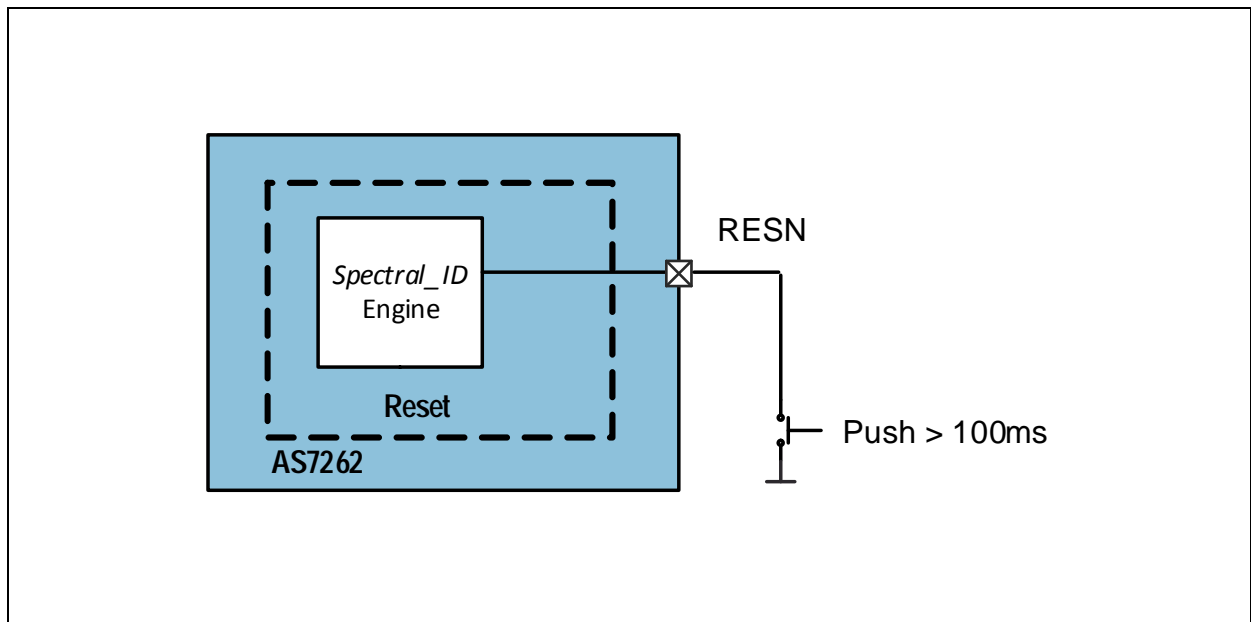 RESN
Spectral_ID
Engine
Reset
Push > 100ms
AS7262